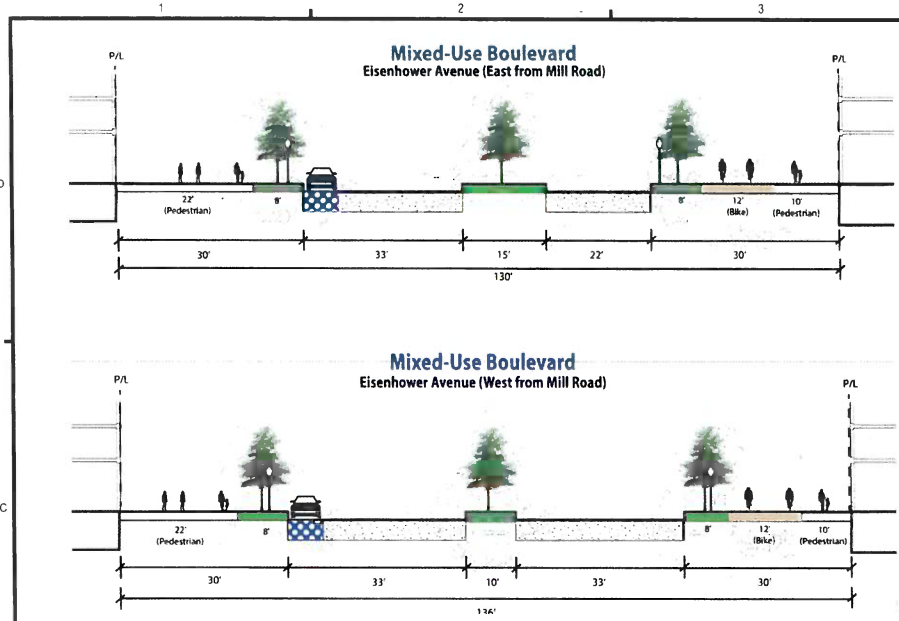 1 2 3
Mixed-Use Boulevard
Eisenhower Avenue (East from Mill Road)
P/L P/L
D
22' 8' 8' 12' 10'
(Pedestrian) (Bike) (Pedestrian)
30' 33' 15' 22' 30'
130'
Mixed-Use Boulevard
Eisenhower Avenue (West from Mill Road)
P/L P/L
C
22' 8' 8' 12' 10'
(Pedestrian) (Bike) (Pedestrian)
30' 33' 10' 33' 30'
136'